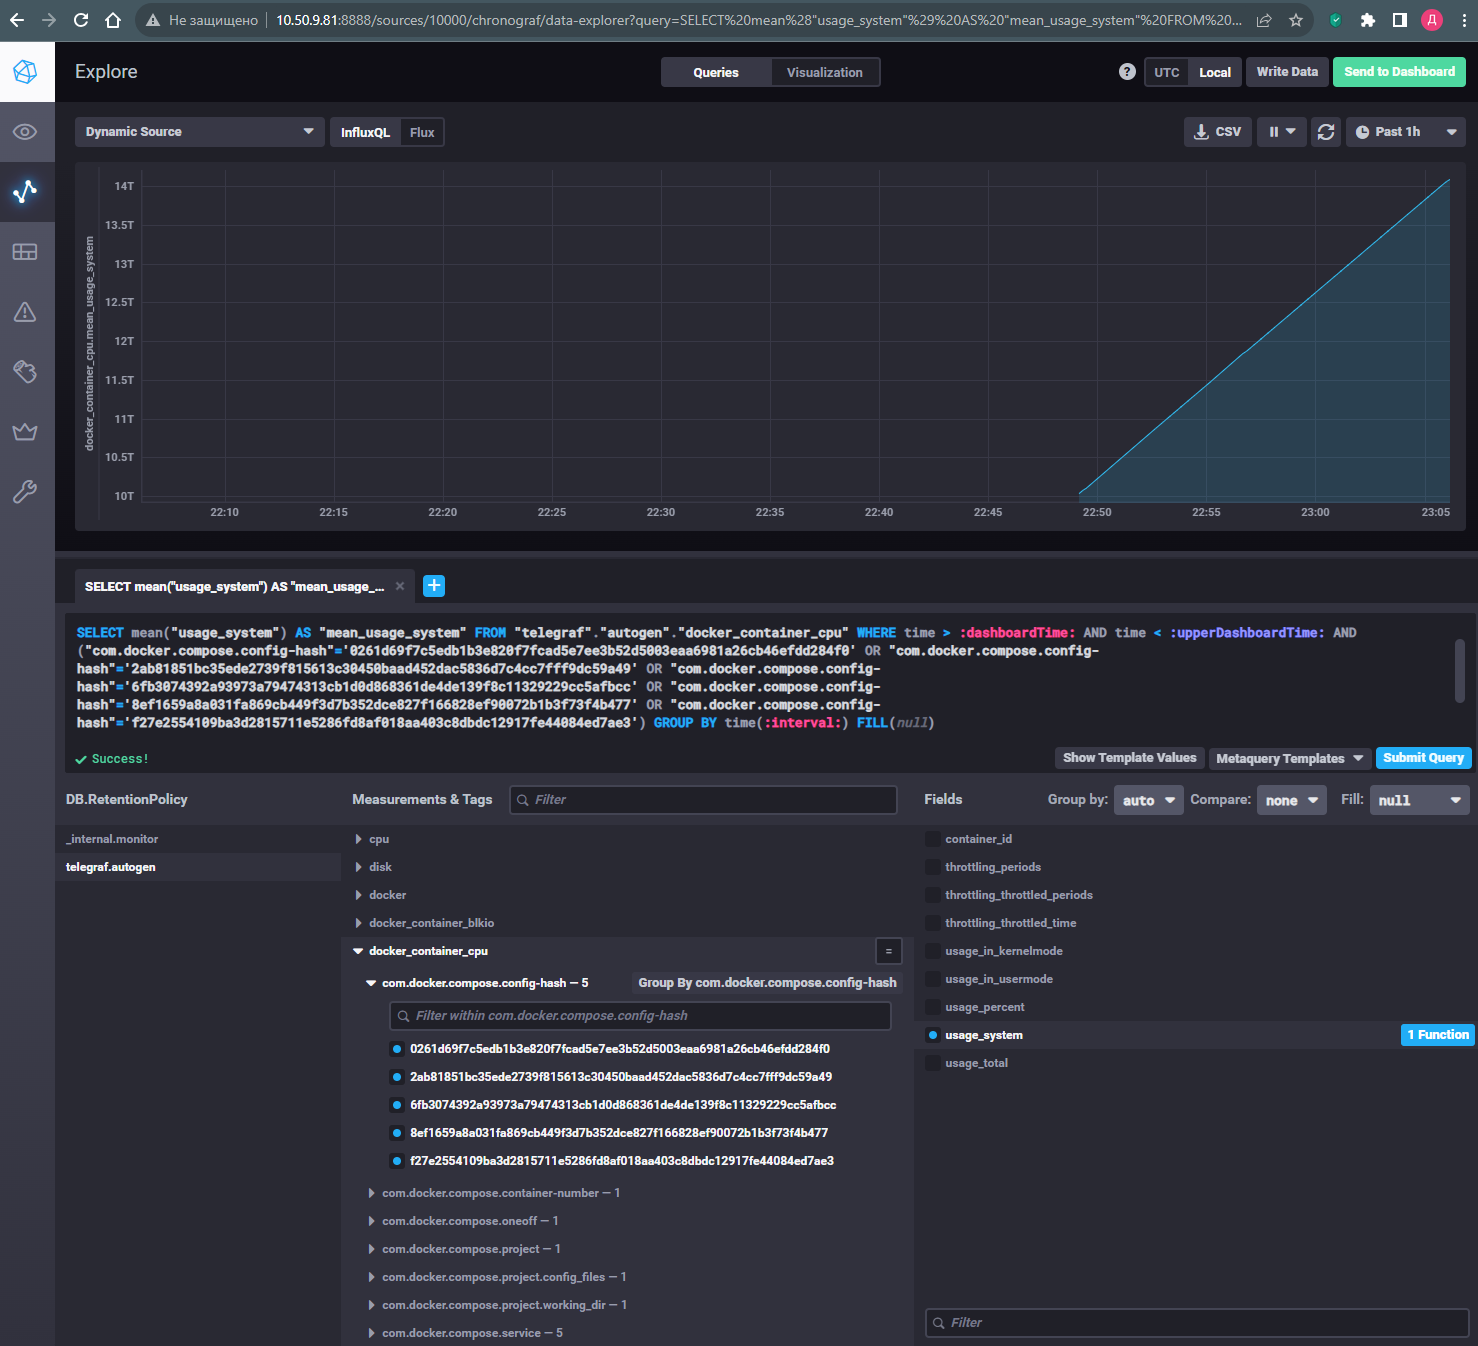 Не защищено 10.50.9.81:8888/sources/10000/chronograf/data-explorer?query=SELECT%20mean%28"usage_system"%29%20AS%20"mean_usage_system"%20FROM%20... Д
Explore
Queries Visualization
? UTC Local Write Data Send to Dashboard
Dynamic Source InfluxQL Flux CSV Past 1h
docker_container_cpu.mean_usage_system
14T
13.5T
13T
12.5T
12T
11.5T
11T
10.5T
10T
22:10 22:15 22:20 22:25 22:30 22:35 22:40 22:45 22:50 22:55 23:00 23:05
SELECT mean("usage_system") AS "mean_usage_...
SELECT mean("usage_system") AS "mean_usage_system" FROM "telegraf"."autogen"."docker_container_cpu" WHERE time > :dashboardTime: AND time < :upperDashboardTime: AND
("com.docker.compose.config-hash"='0261d69f7c5edb1b3e820f7fcad5e7ee3b52d5003eaa6981a26cb46efdd284f0' OR "com.docker.compose.config-
hash"='2ab81851bc35ede2739f815613c30450baad452dac5836d7c4cc7fff9dc59a49' OR "com.docker.compose.config-
hash"='6fb3074392a93973a79474313cb1d0d868361de4de139f8c11329229cc5afbcc' OR "com.docker.compose.config-
hash"='8ef1659a8a031fa869cb449f3d7b352dce827f166828ef90072b1b3f73f4b477' OR "com.docker.compose.config-
hash"='f27e2554109ba3d2815711e5286fd8af018aa403c8dbdc12917fe44084ed7ae3') GROUP BY time(:interval:) FILL(null)
Success!
Show Template Values Metaquery Templates Submit Query
DB.RetentionPolicy
_internal.monitor
telegraf.autogen
Measurements & Tags Filter
cpu
disk
docker
docker_container_blkio
docker_container_cpu =
com.docker.compose.config-hash — 5 Group By com.docker.compose.config-hash
Filter within com.docker.compose.config-hash
0261d69f7c5edb1b3e820f7fcad5e7ee3b52d5003eaa6981a26cb46efdd284f0
2ab81851bc35ede2739f815613c30450baad452dac5836d7c4cc7fff9dc59a49
6fb3074392a93973a79474313cb1d0d868361de4de139f8c11329229cc5afbcc
8ef1659a8a031fa869cb449f3d7b352dce827f166828ef90072b1b3f73f4b477
f27e2554109ba3d2815711e5286fd8af018aa403c8dbdc12917fe44084ed7ae3
com.docker.compose.container-number — 1
com.docker.compose.oneoff — 1
com.docker.compose.project — 1
com.docker.compose.project.config_files — 1
com.docker.compose.project.working_dir — 1
com.docker.compose.service — 5
Fields Group by: auto Compare: none Fill: null
container_id
throttling_periods
throttling_throttled_periods
throttling_throttled_time
usage_in_kernelmode
usage_in_usermode
usage_percent
usage_system 1 Function
usage_total
Filter